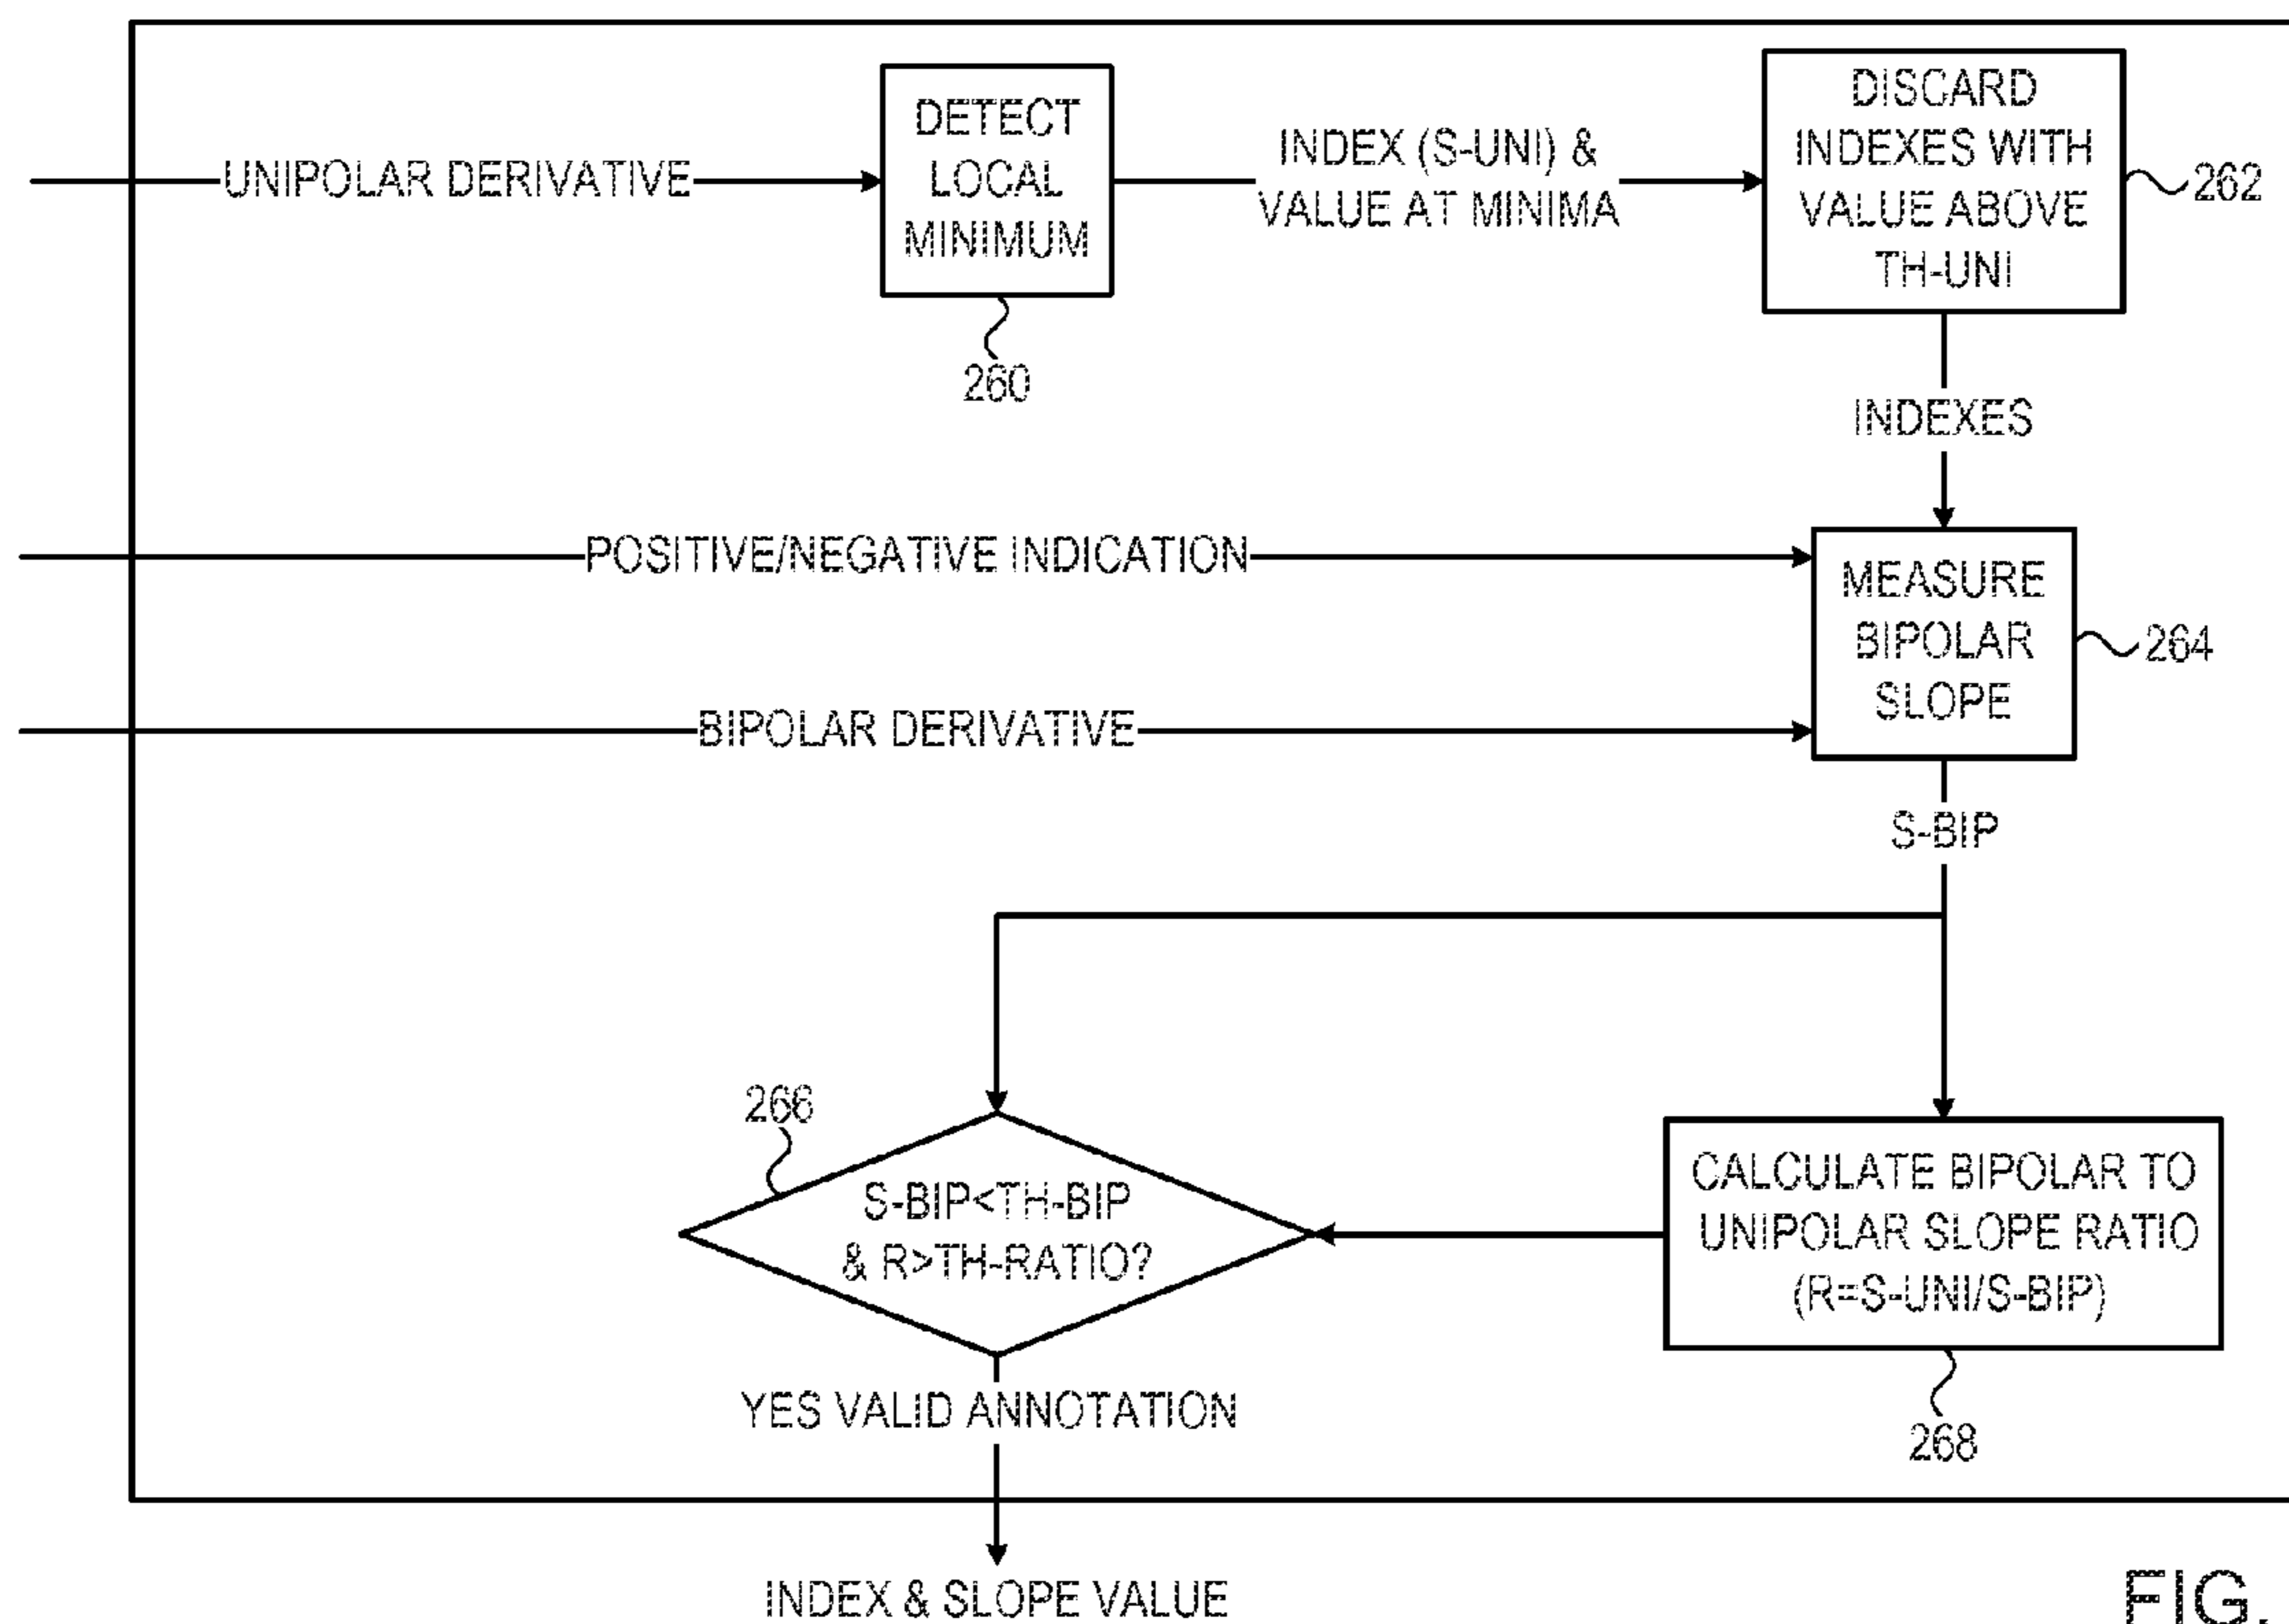 UNIPOLAR DERIVATIVE
DETECT
LOCAL
MINIMUM
260
INDEX (S-UNI) &
VALUE AT MINIMA
DISCARD
INDEXES WITH
VALUE ABOVE
TH-UNI
262
INDEXES
POSITIVE/NEGATIVE INDICATION
BIPOLAR DERIVATIVE
MEASURE
BIPOLAR
SLOPE
264
S-BIP
266
S-BIP<TH-BIP
& R>TH-RATIO?
CALCULATE BIPOLAR TO
UNIPOLAR SLOPE RATIO
(R=S-UNI/S-BIP)
268
YES VALID ANNOTATION
INDEX & SLOPE VALUE
FIG.